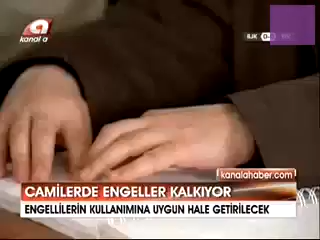 a
kanal a
kanalahaber.com
CAMİLERDE ENGELLER KALKIYOR
ENGELLİLERİN KULLANIMINA UYGUN HALE GETİRİLECEK